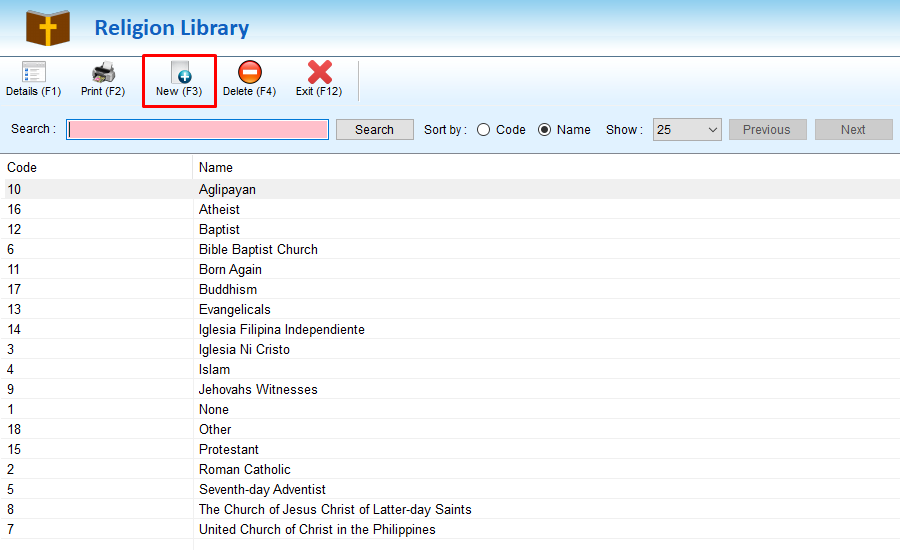 Religion Library
Details (F1) Print (F2) New (F3) Delete (F4) Exit (F12)
Search : Search Sort by : Code Name Show : 25 Previous Next
Code Name
10 Aglipayan
16 Atheist
12 Baptist
6 Bible Baptist Church
11 Born Again
17 Buddhism
13 Evangelicals
14 Iglesia Filipina Independiente
3 Iglesia Ni Cristo
4 Islam
9 Jehovahs Witnesses
1 None
18 Other
15 Protestant
2 Roman Catholic
5 Seventh-day Adventist
8 The Church of Jesus Christ of Latter-day Saints
7 United Church of Christ in the Philippines